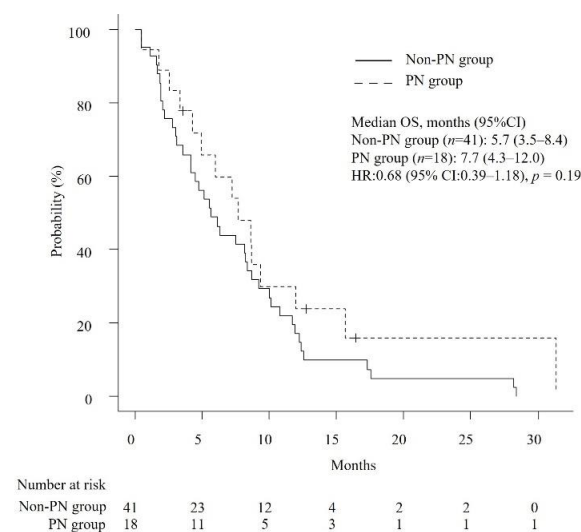 100
80
60
40
20
0
Probability (%)
Non-PN group
PN group
Median OS, months (95%CI)
Non-PN group (n=41): 5.7 (3.5–8.4)
PN group (n=18): 7.7 (4.3–12.0)
HR:0.68 (95% CI:0.39–1.18), p = 0.19
0 5 10 15 20 25 30
Months
Number at risk
Non-PN group 41 23 12 4 2 2 0
PN group 18 11 5 3 1 1 1